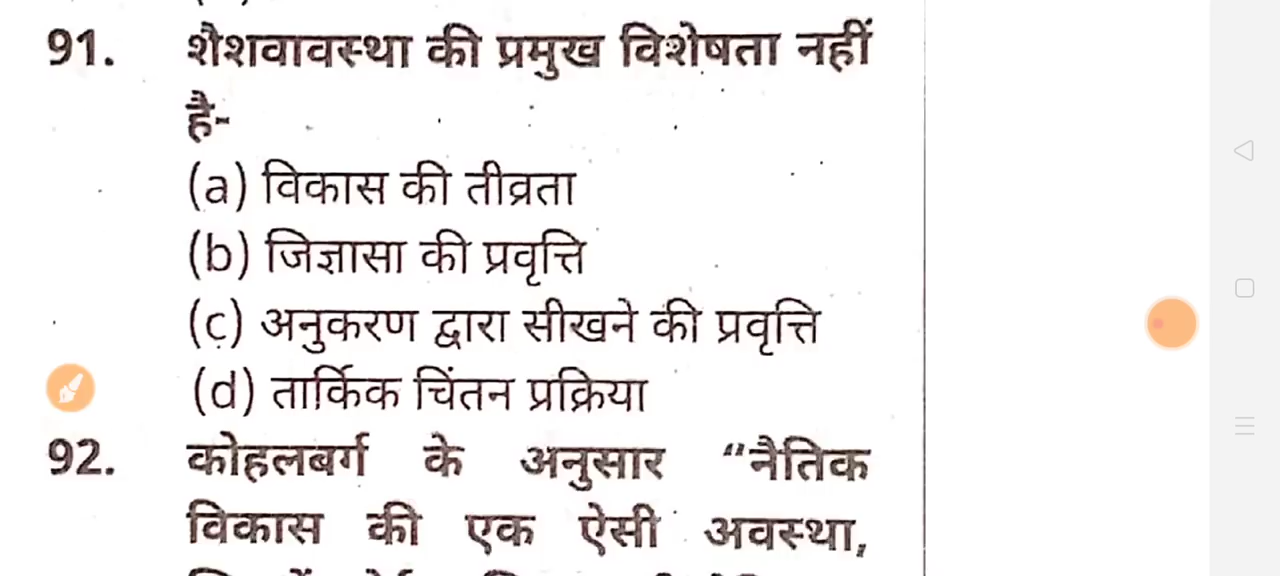 91. शैशवावस्था की प्रमुख विशेषता नहीं
है-
(a) विकास की तीव्रता
(b) जिज्ञासा की प्रवृत्ति
(c) अनुकरण द्वारा सीखने की प्रवृत्ति
(d) तार्किक चिंतन प्रक्रिया
92. कोहलबर्ग के अनुसार “नैतिक
विकास की एक ऐसी अवस्था,